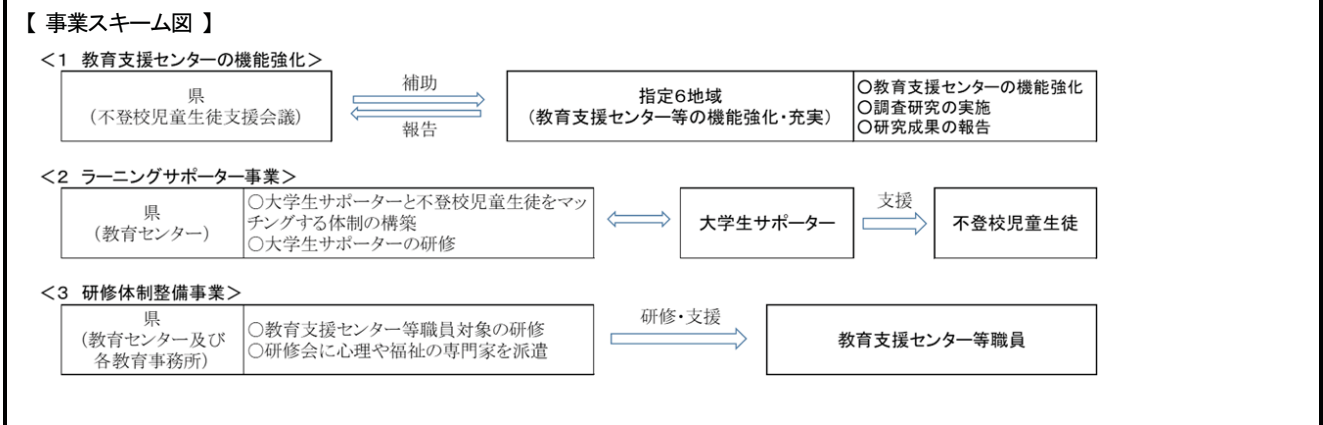 【 事業スキーム図 】
＜１ 教育支援センターの機能強化＞
県
（不登校児童生徒支援会議）
補助
報告
指定６地域
（教育支援センター等の機能強化・充実）
○教育支援センターの機能強化
○調査研究の実施
○研究成果の報告
＜２ ラーニングサポーター事業＞
県
（教育センター）
○大学生サポーターと不登校児童生徒をマッ
チングする体制の構築
○大学生サポーターの研修
大学生サポーター
支援
不登校児童生徒
＜３ 研修体制整備事業＞
県
（教育センター及び
各教育事務所）
○教育支援センター等職員対象の研修
○研修会に心理や福祉の専門家を派遣
研修・支援
教育支援センター等職員